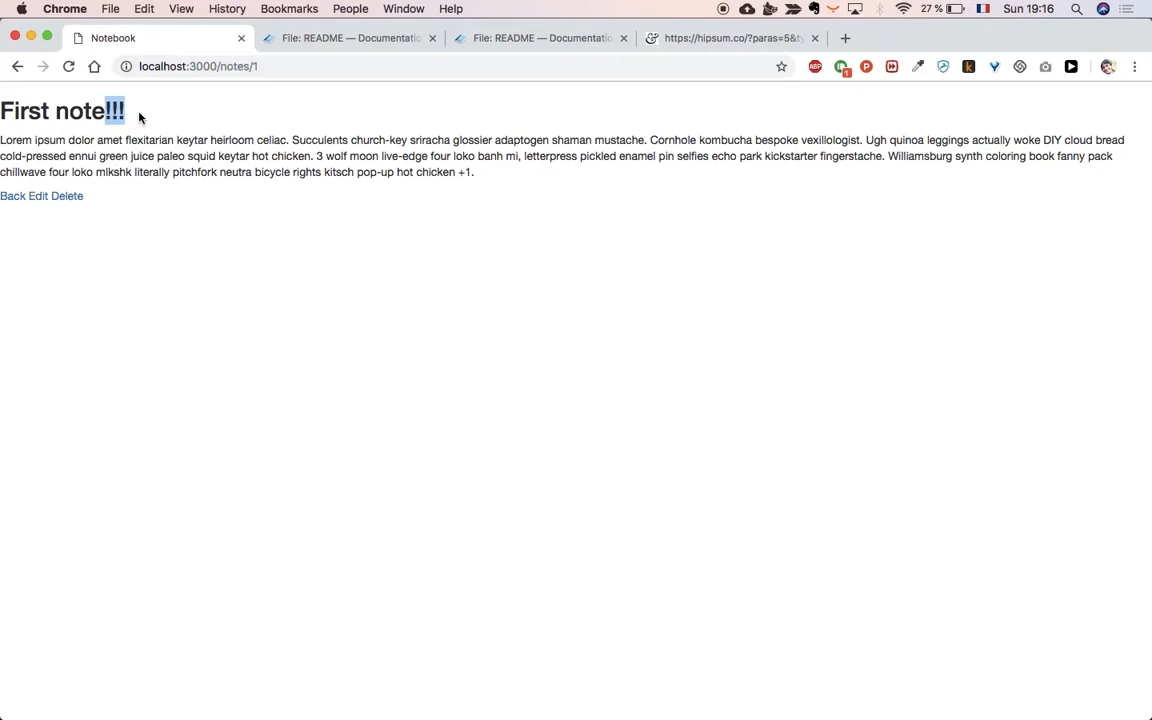 Chrome File Edit View History Bookmarks People Window Help 27 % Sun 19:16
Notebook File: README — Documentatio File: README — Documentatio https://hipsum.co/?paras=5&ty
localhost:3000/notes/1
First note!!!
Lorem ipsum dolor amet flexitarian keytar heirloom celiac. Succulents church-key sriracha glossier adaptogen shaman mustache. Cornhole kombucha bespoke vexillologist. Ugh quinoa leggings actually woke DIY cloud bread
cold-pressed ennui green juice paleo squid keytar hot chicken. 3 wolf moon live-edge four loko banh mi, letterpress pickled enamel pin selfies echo park kickstarter fingerstache. Williamsburg synth coloring book fanny pack
chillwave four loko mlkshk literally pitchfork neutra bicycle rights kitsch pop-up hot chicken +1.
Back Edit Delete